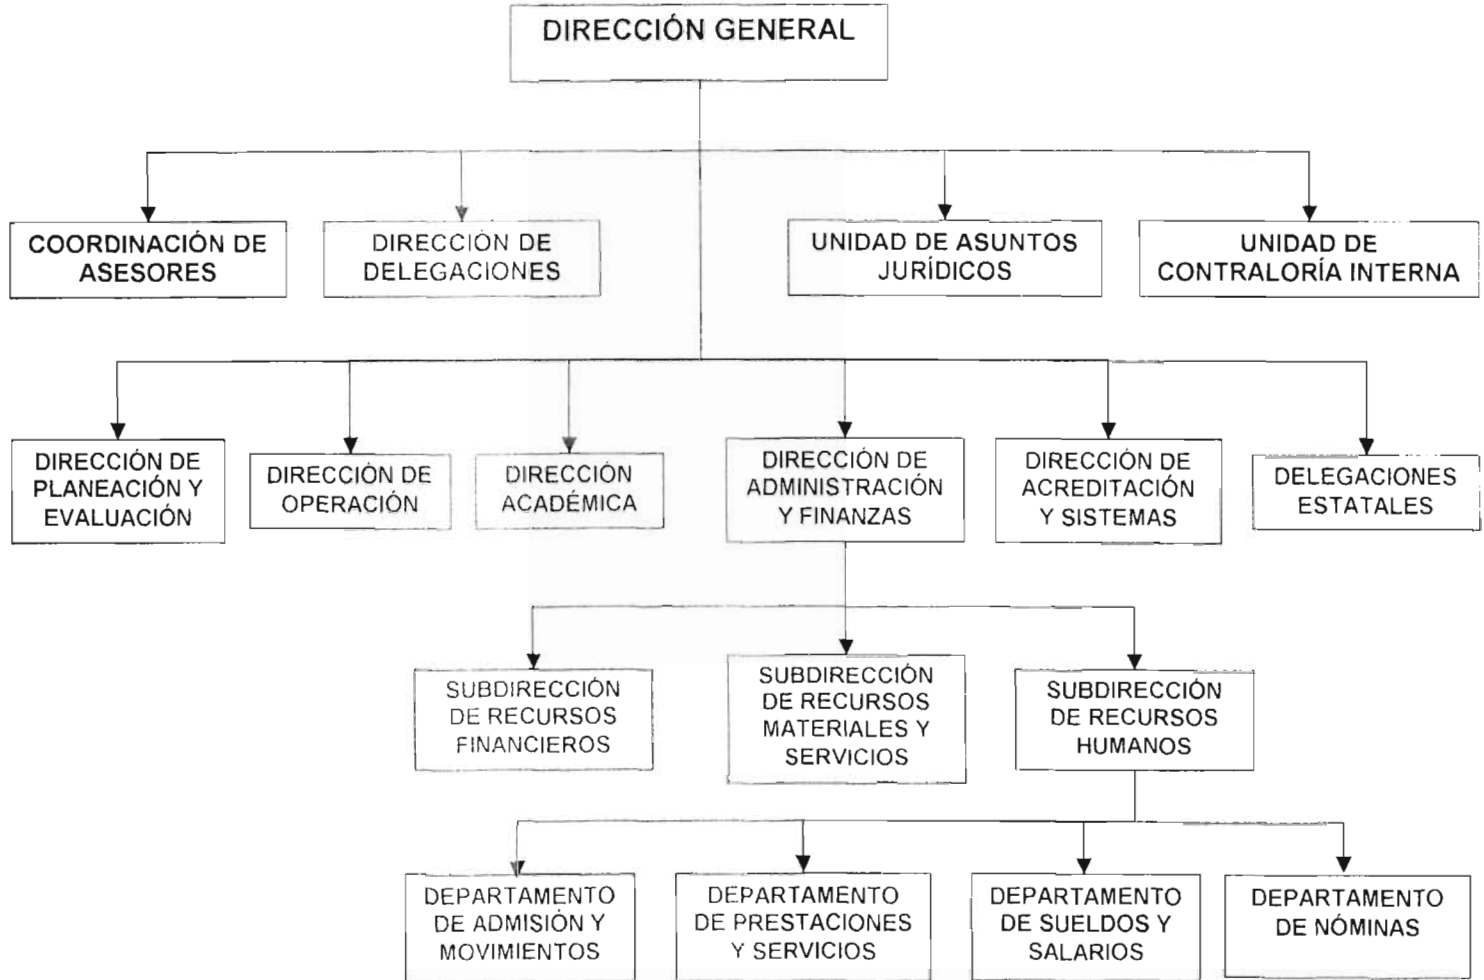 DIRECCIÓN GENERAL
COORDINACIÓN DE
ASESORES
DIRECCIÓN DE
DELEGACIONES
UNIDAD DE ASUNTOS
JURÍDICOS
UNIDAD DE
CONTRALORÍA INTERNA
DIRECCIÓN DE
PLANEACIÓN Y
EVALUACIÓN
DIRECCIÓN DE
OPERACIÓN
DIRECCIÓN
ACADÉMICA
DIRECCIÓN DE
ADMINISTRACIÓN
Y FINANZAS
DIRECCIÓN DE
ACREDITACIÓN
Y SISTEMAS
DELEGACIONES
ESTATALES
SUBDIRECCIÓN
DE RECURSOS
FINANCIEROS
SUBDIRECCIÓN
DE RECURSOS
MATERIALES Y
SERVICIOS
SUBDIRECCIÓN
DE RECURSOS
HUMANOS
DEPARTAMENTO
DE ADMISIÓN Y
MOVIMIENTOS
DEPARTAMENTO
DE PRESTACIONES
Y SERVICIOS
DEPARTAMENTO
DE SUELDOS Y
SALARIOS
DEPARTAMENTO
DE NÓMINAS